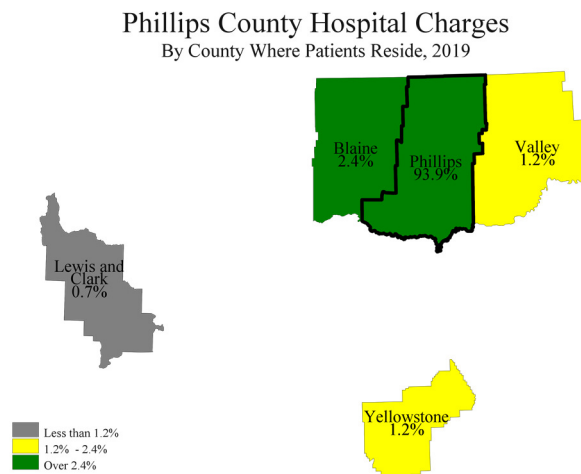 Phillips County Hospital Charges
By County Where Patients Reside, 2019
Blaine
2.4%
Phillips
93.9%
Valley
1.2%
Lewis and
Clark
0.7%
Yellowstone
1.2%
Less than 1.2%
1.2% - 2.4%
Over 2.4%